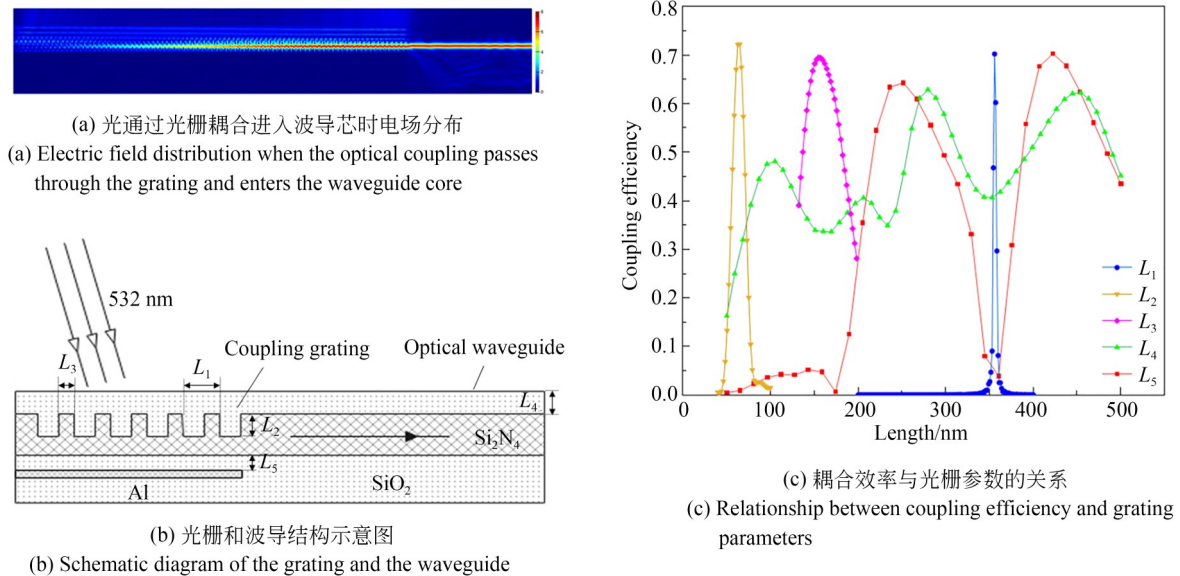 8
6
4
2
0
(a) 光通过光栅耦合进入波导芯时电场分布
(a) Electric field distribution when the optical coupling passes
through the grating and enters the waveguide core
532 nm
Coupling grating
Optical waveguide
L3
L1
L4
L2
Si2N4
L5
Al
SiO2
(b) 光栅和波导结构示意图
(b) Schematic diagram of the grating and the waveguide
0.8
0.7
0.6
0.5
0.4
0.3
0.2
0.1
0.0
Coupling efficiency
L1
L2
L3
L4
L5
0 100 200 300 400 500
Length/nm
(c) 耦合效率与光栅参数的关系
(c) Relationship between coupling efficiency and grating
parameters